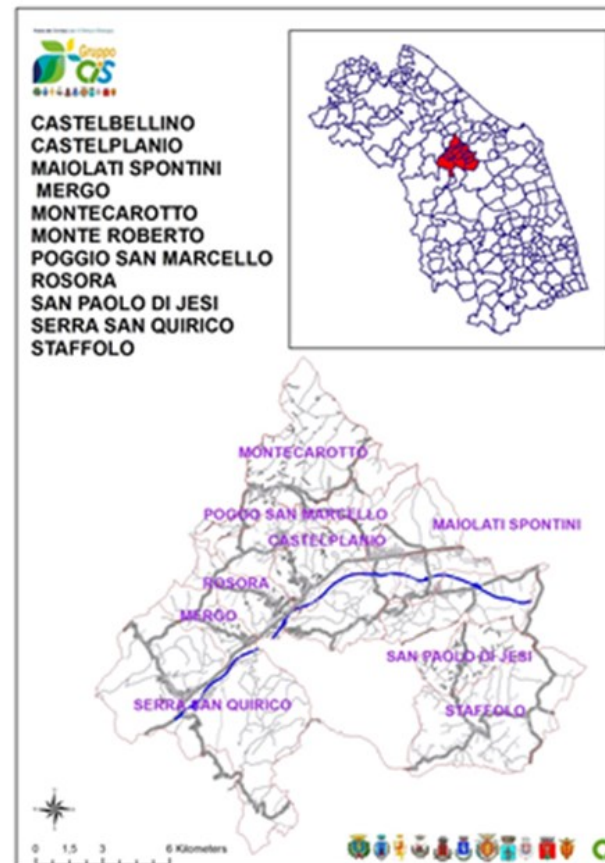 Gruppo
CIS
CASTELBELLINO
CASTELPLANIO
MAIOLATI SPONTINI
MERGO
MONTECAROTTO
MONTE ROBERTO
POGGIO SAN MARCELLO
ROSORA
SAN PAOLO DI JESI
SERRA SAN QUIRICO
STAFFOLO
MONTECAROTTO
POGGO SAN MARCELLO
MAIOLATI SPONTINI
CASTELPLANIO
ROSORA
MERGO
SAN PAOLO DI JESI
SERRA SAN QUIRICO
STAFFOLO
0 1,5 3 6 Kilometers